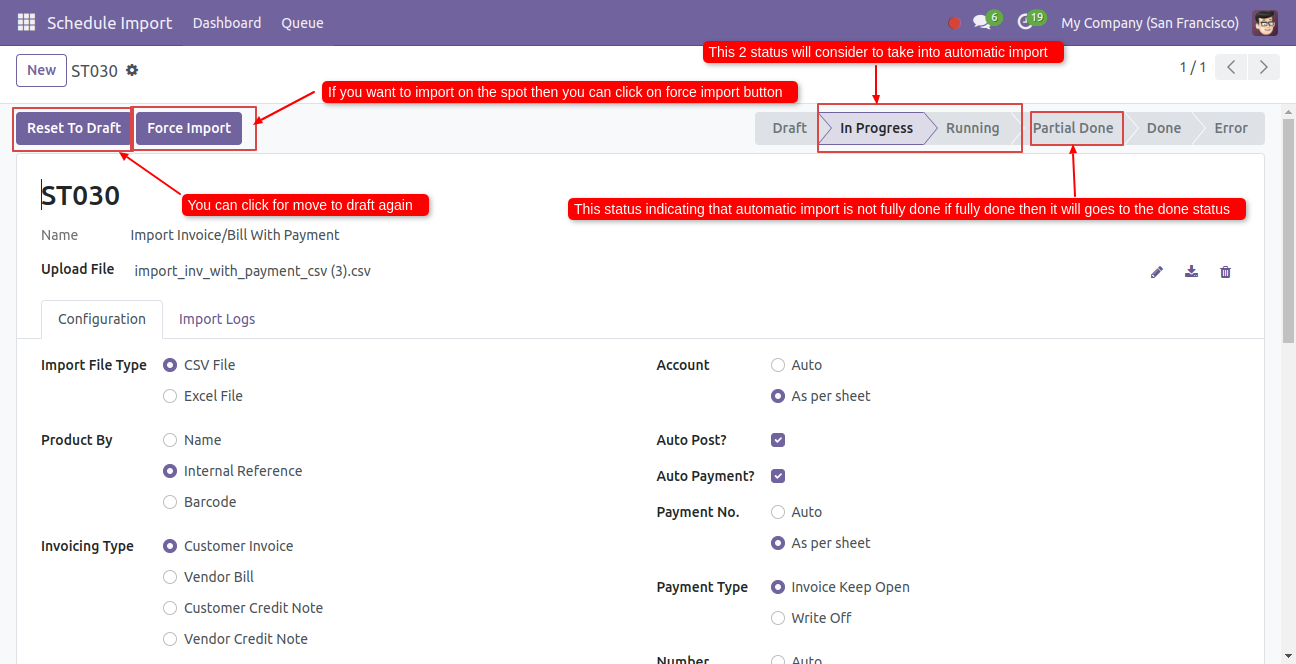 Schedule Import Dashboard Queue 6 19 My Company (San Francisco)
This 2 status will consider to take into automatic import
New ST030 1 / 1
If you want to import on the spot then you can click on force import button
Reset To Draft Force Import Draft In Progress Running Partial Done Done Error
ST030
You can click for move to draft again
This status indicating that automatic import is not fully done if fully done then it will goes to the done status
Name Import Invoice/Bill With Payment
Upload File import_inv_with_payment_csv (3).csv
Configuration Import Logs
Import File Type CSV File Account Auto
Excel File As per sheet
Product By Name Auto Post?
Internal Reference Auto Payment?
Barcode Payment No. Auto
Invoicing Type Customer Invoice As per sheet
Vendor Bill Payment Type Invoice Keep Open
Customer Credit Note Write Off
Vendor Credit Note
Number Auto